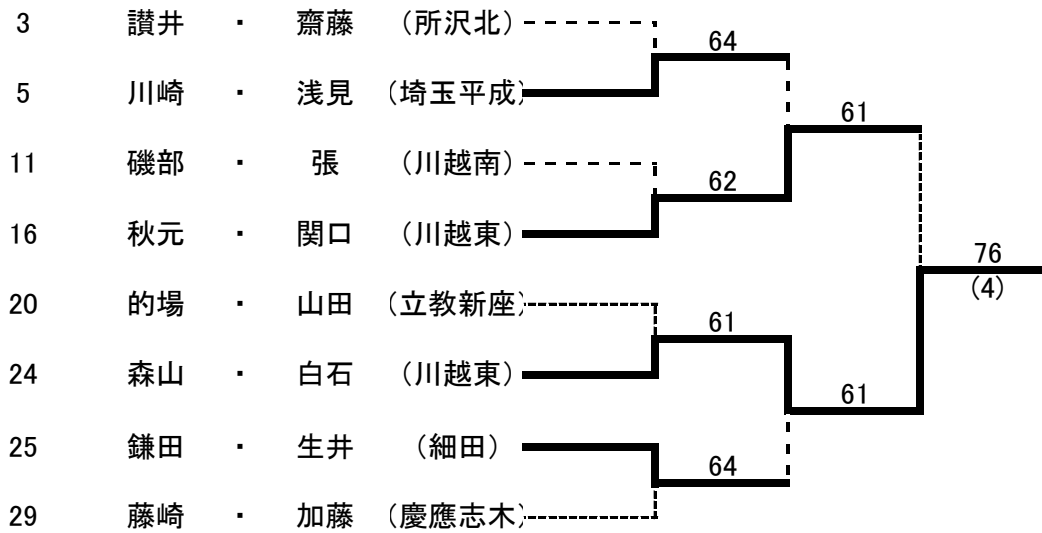 3 讃井 ・ 齋藤 (所沢北)
64
5 川崎 ・ 浅見 (埼玉平成)
61
11 磯部 ・ 張 (川越南)
62
16 秋元 ・ 関口 (川越東)
76
(4)
20 的場 ・ 山田 (立教新座)
61
24 森山 ・ 白石 (川越東)
61
25 鎌田 ・ 生井 (細田)
64
29 藤崎 ・ 加藤 (慶應志木)